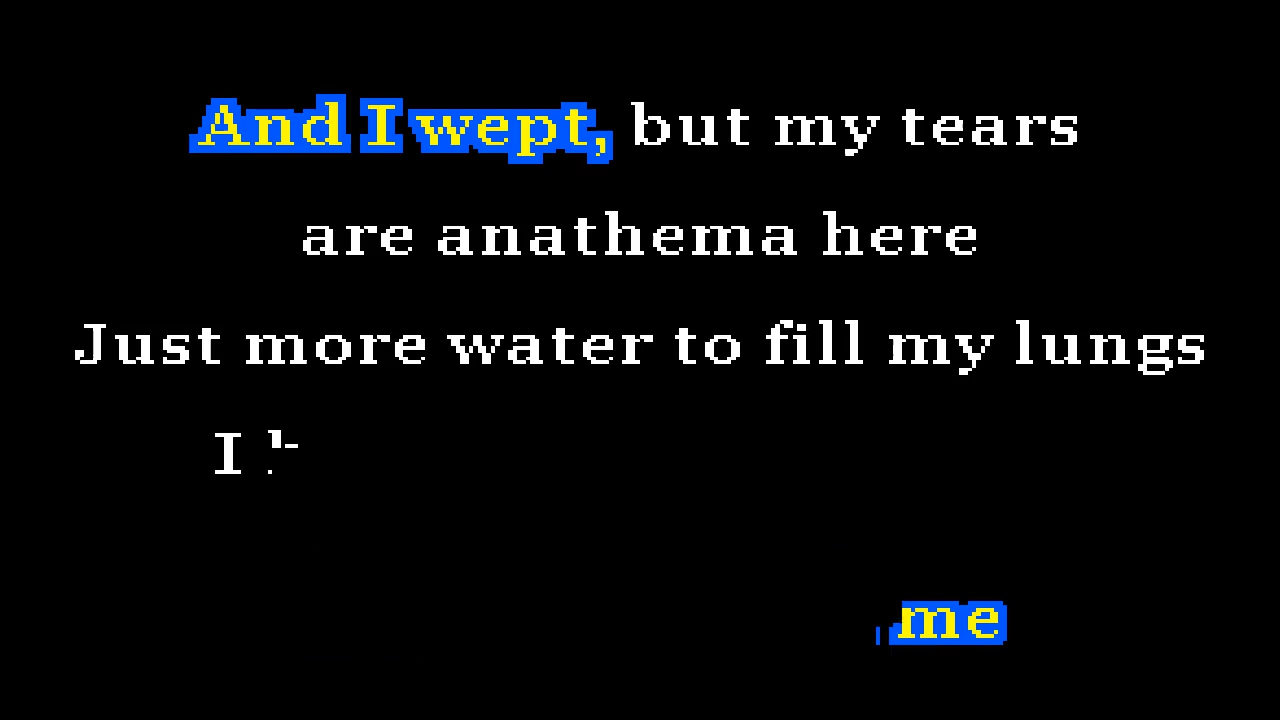 And I wept, but my tears
are anathema here
Just more water to fill my lungs
I
me